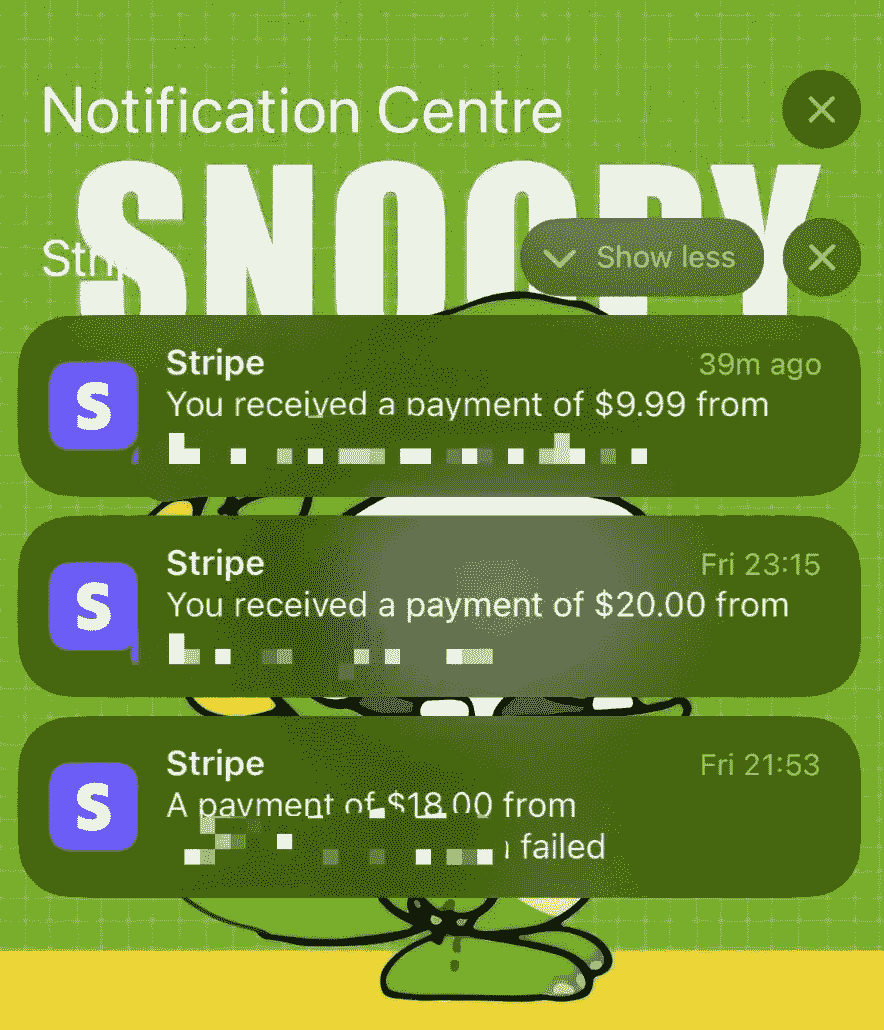 Notification Centre
SNOOPY
Show less
Stripe
39m ago
You received a payment of $9.99 from
Stripe
Fri 23:15
You received a payment of $20.00 from
Stripe
Fri 21:53
A payment of $18.00 from
failed